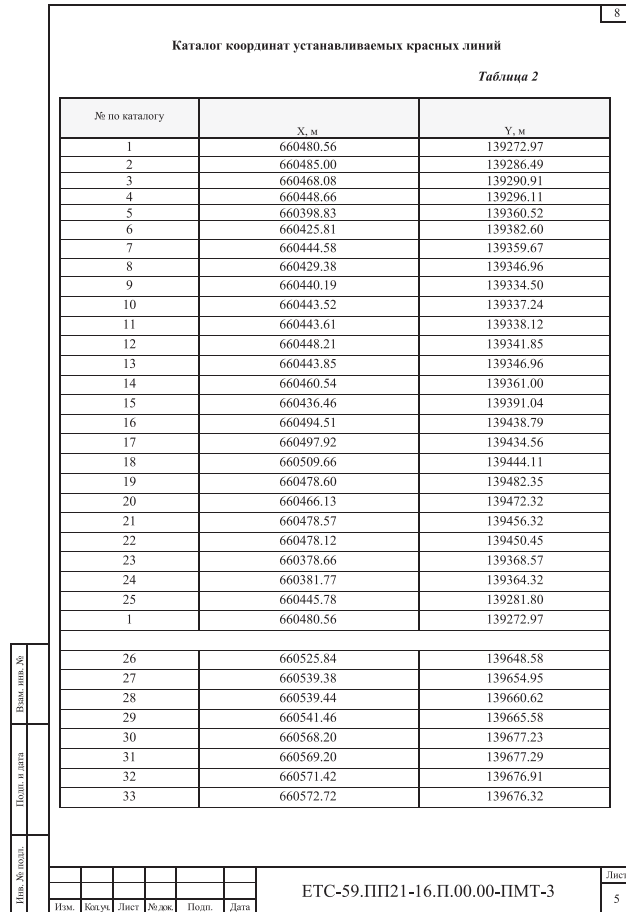 8
Каталог координат устанавливаемых красных линий
Таблица 2
№ по каталогу X, м Y, м
1 660480.56 139272.97
2 660485.00 139286.49
3 660468.08 139290.91
4 660448.66 139296.11
5 660398.83 139360.52
6 660425.81 139382.60
7 660444.58 139359.67
8 660429.38 139346.96
9 660440.19 139334.50
10 660443.52 139337.24
11 660443.61 139338.12
12 660448.21 139341.85
13 660443.85 139346.96
14 660460.54 139361.00
15 660436.46 139391.04
16 660494.51 139438.79
17 660497.92 139434.56
18 660509.66 139444.11
19 660478.60 139482.35
20 660466.13 139472.32
21 660478.57 139456.32
22 660478.12 139450.45
23 660378.66 139368.57
24 660381.77 139364.32
25 660445.78 139281.80
1 660480.56 139272.97
26 660525.84 139648.58
27 660539.38 139654.95
28 660539.44 139660.62
29 660541.46 139665.58
30 660568.20 139677.23
31 660569.20 139677.29
32 660571.42 139676.91
33 660572.72 139676.32
Взам. инв. №
Подп. и дата
Инв. № подл.
Изм. Кол.уч. Лист № док. Подп. Дата
ЕТС-59.ПП21-16.П.00.00-ПМТ-3
Лист
5